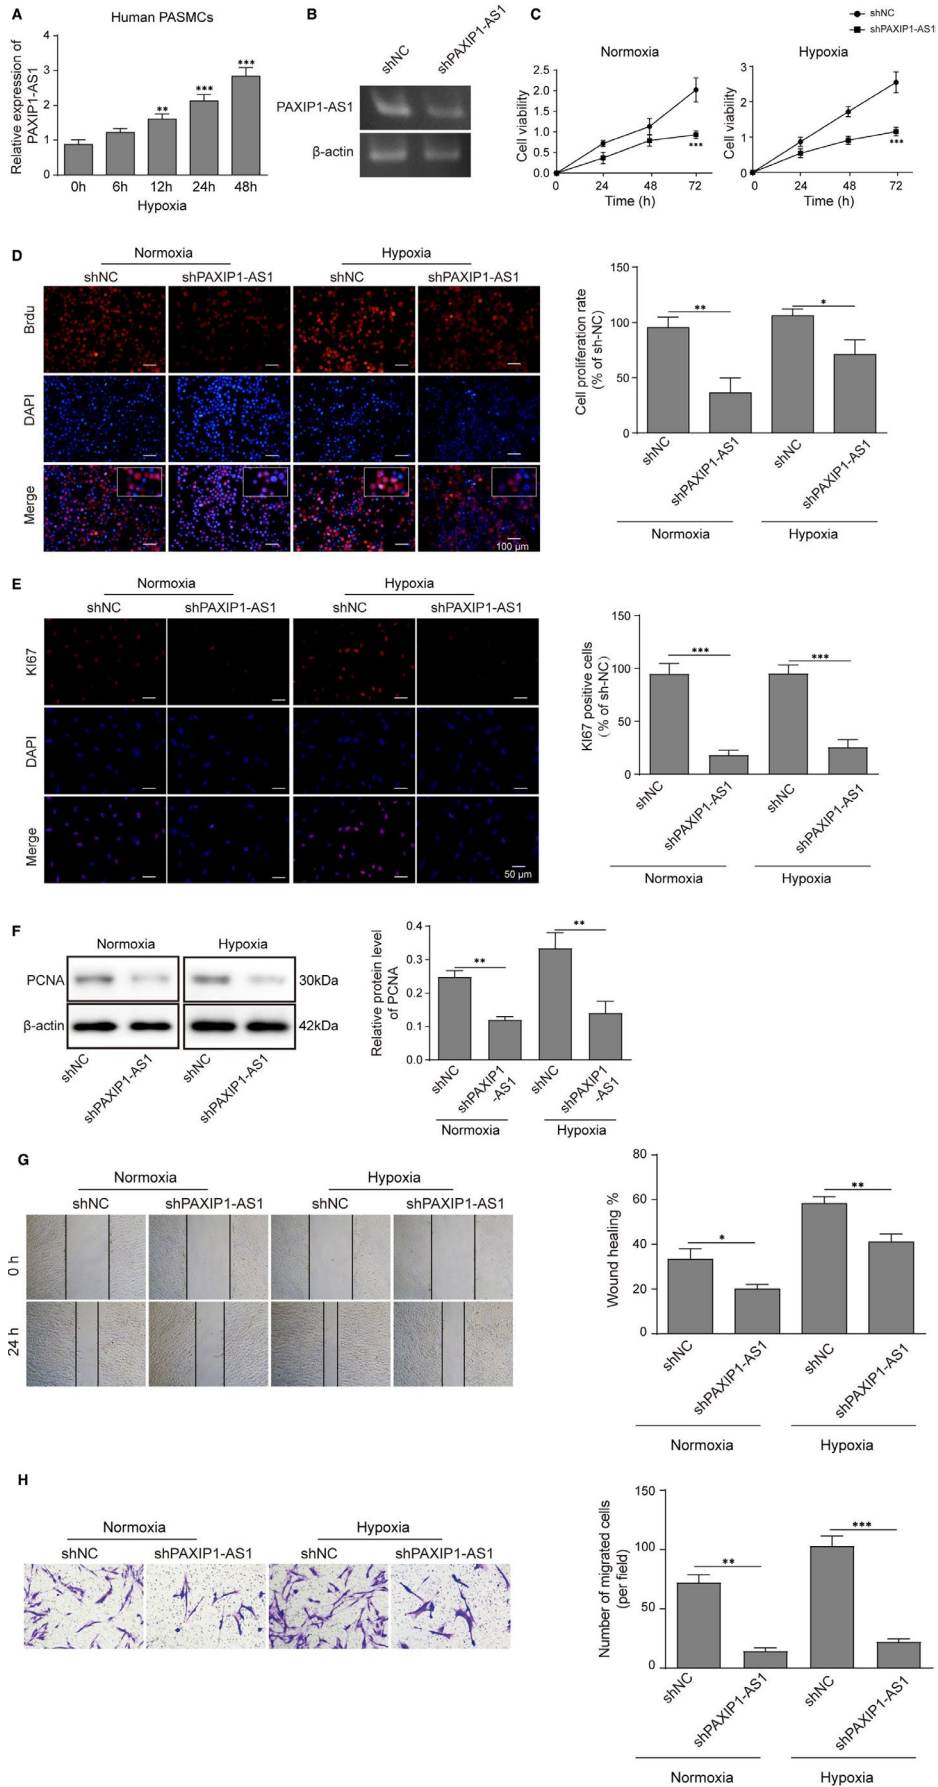 A
Human PASMCs
Relative expression of
PAXIP1-AS1
4
3
2
1
0
**
***
***
0h 6h 12h 24h 48h
Hypoxia
B
shNC shPAXIP1-AS1
PAXIP1-AS1
β-actin
C
shNC
shPAXIP1-AS1
Normoxia
Cell viability
2.5
2.0
1.5
1.0
0.5
0.0
***
0 24 48 72
Time (h)
Hypoxia
Cell viability
3
2
1
0
***
0 24 48 72
Time (h)
D
Normoxia Hypoxia
shNC shPAXIP1-AS1 shNC shPAXIP1-AS1
Brdu
DAPI
Merge
100 μm
Cell proliferation rate
(% of sh-NC)
150
100
50
0
** *
shNC shPAXIP1-AS1 shNC shPAXIP1-AS1
Normoxia Hypoxia
E
Normoxia Hypoxia
shNC shPAXIP1-AS1 shNC shPAXIP1-AS1
KI67
DAPI
Merge
50 μm
KI67 positive cells
(% of sh-NC)
150
100
50
0
*** ***
shNC shPAXIP1-AS1 shNC shPAXIP1-AS1
Normoxia Hypoxia
F
Normoxia Hypoxia
PCNA 30kDa
β-actin 42kDa
shNC shPAXIP1-AS1 shNC shPAXIP1-AS1
Relative protein level
of PCNA
0.4
0.3
0.2
0.1
0.0
** **
shNC shPAXIP1
-AS1 shNC shPAXIP1
-AS1
Normoxia Hypoxia
G
Normoxia Hypoxia
shNC shPAXIP1-AS1 shNC shPAXIP1-AS1
0 h
24 h
Wound healing %
80
60
40
20
0
* **
shNC shPAXIP1-AS1 shNC shPAXIP1-AS1
Normoxia Hypoxia
H
Normoxia Hypoxia
shNC shPAXIP1-AS1 shNC shPAXIP1-AS1
Number of migrated cells
(per field)
150
100
50
0
** ***
shNC shPAXIP1-AS1 shNC shPAXIP1-AS1
Normoxia Hypoxia